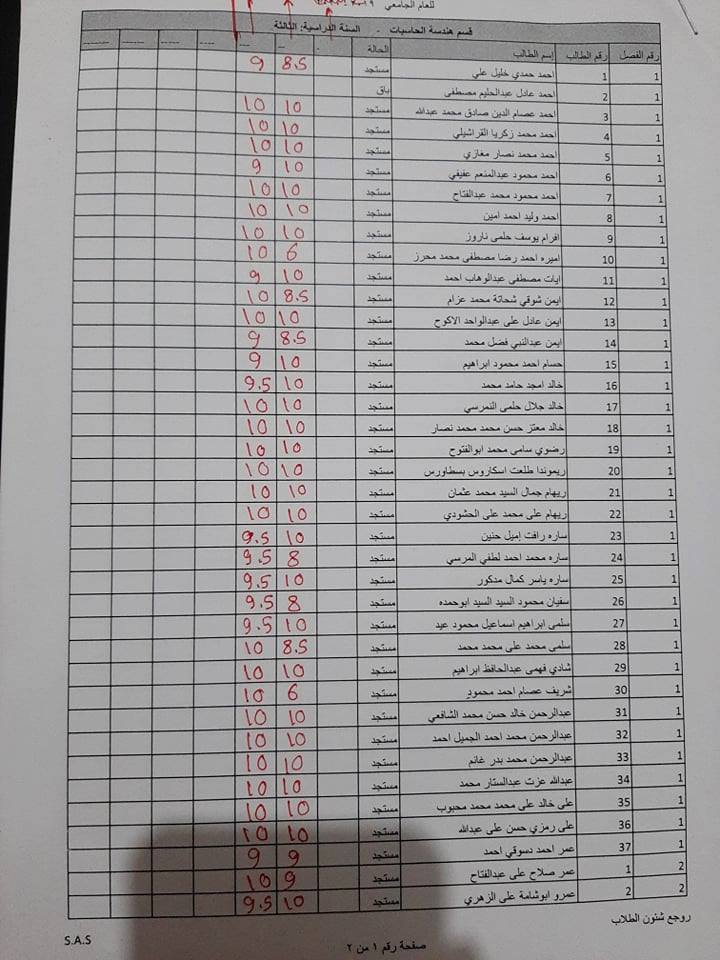 للعام الجامعي
قسم هندسة الحاسبات - السنة الدراسية: الثالثة
رقم الفصل رقم الطالب إسم الطالب الحالة
1 1 احمد حمدي خليل علي مستجد 8.5 9
1 2 احمد عادل عبدالحليم مصطفى باق
1 3 احمد عصام الدين صادق محمد عبدالله مستجد 10 10
1 4 احمد محمد زكريا القراشيلي مستجد 10 10
1 5 احمد محمد نصار مغازي مستجد 10 10
1 6 احمد محمود عبدالمنعم عفيفي مستجد 10 9
1 7 احمد محمود محمد عبدالفتاح مستجد 10 10
1 8 احمد وليد احمد امين مستجد 10 10
1 9 افرام يوسف حلمى ناروز مستجد 10 10
1 10 اميره احمد رضا مصطفى محمد محرز مستجد 6 10
1 11 ايات مصطفى عبدالوهاب احمد مستجد 10 9
1 12 ايمن شوقي شحاتة محمد عزام مستجد 8.5 10
1 13 ايمن عادل على عبدالواحد الاكوح مستجد 10 10
1 14 ايمن عبدالنبي فضل محمد مستجد 8.5 9
1 15 حسام احمد محمود ابراهيم مستجد 10 9
1 16 خالد امجد حامد محمد مستجد 10 9.5
1 17 خالد جلال حلمى النمرسي مستجد 10 10
1 18 خالد معتز حسن محمد محمد نصار مستجد 10 10
1 19 رضوي سامى محمد ابوالفتوح مستجد 10 10
1 20 ريموندا طلعت اسكاروس بسطاورس مستجد 10 10
1 21 ريهام جمال السيد محمد عثمان مستجد 10 10
1 22 ريهام على محمد على الحشودي مستجد 10 10
1 23 ساره رافت إميل حنين مستجد 10 9.5
1 24 ساره محمد احمد لطفي المرسي مستجد 8 9.5
1 25 ساره ياسر كمال مدكور مستجد 10 9.5
1 26 سفيان محمود السيد السيد ابوحمده مستجد 8 9.5
1 27 سلمى ابراهيم اسماعيل محمود عيد مستجد 10 9.5
1 28 سلمى محمد على محمد محمد مستجد 8.5 10
1 29 شادي فهمى عبدالحافظ ابراهيم مستجد 10 10
1 30 شريف عصام احمد محمود مستجد 6 10
1 31 عبدالرحمن خالد حسن محمد الشافعي مستجد 10 10
1 32 عبدالرحمن محمد احمد الجميل احمد مستجد 10 10
1 33 عبدالرحمن محمد بدر غانم مستجد 10 10
1 34 عبدالله عزت عبدالستار محمد مستجد 10 10
1 35 على خالد على محمد محمد محبوب مستجد 10 10
1 36 على رمزي حسن على عبدالله مستجد 10 10
1 37 عمر احمد دسوقي احمد مستجد 9 9
2 1 عمر صلاح على عبدالفتاح مستجد 9 10
2 2 عمرو ابوشامة على الزهري مستجد 10 9.5
روجع شئون الطلاب
صفحة رقم ١ من ٢
S.A.S